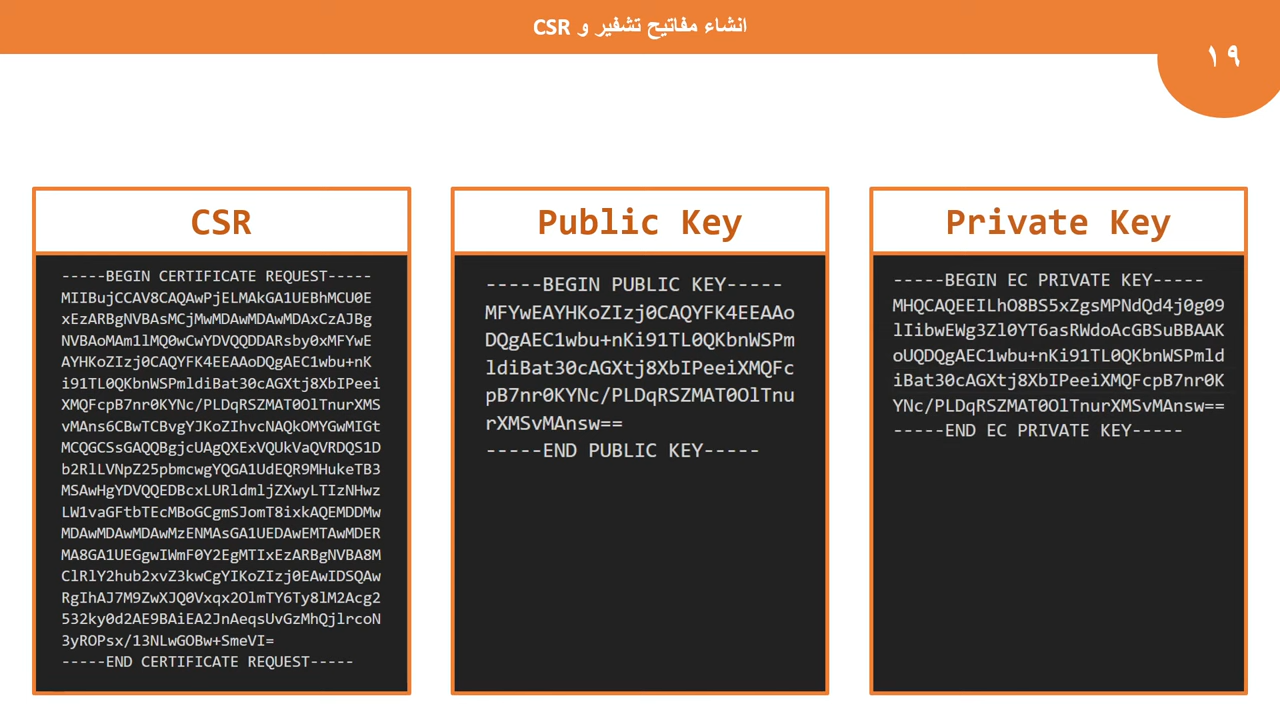 انشاء مفاتيح تشفير و CSR
١٩
CSR
-----BEGIN CERTIFICATE REQUEST-----
MIIBujCCAV8CAQAwPjELMAkGA1UEBhMCU0E
xEzARBgNVBAsMCjMwMDAwMDAwMDAxCzAJBg
NVBAoMAm1lMQ0wCwYDVQQDDARsby0xMFYwE
AYHKoZIzj0CAQYFK4EEAAoDQgAEC1wbu+nK
i91TL0QKbnWSPmldiBat30cAGXtj8XbIPeei
XMQFcpB7nr0KYNc/PLDqRSZMAT0OlTnurXMS
vMAns6CBwTCBvgYJKoZIhvcNAQkOMYGwMIGt
MCQGCSsGAQQBgjcUAgQXExVQUkVaQVRDQS1D
b2RlLVNpZ25pbmcwgYQGA1UdEQR9MHukeTB3
MSAwHgYDVQQEDBcxLURldmljZXwyLTIzNHwz
LW1vaGFtbTEcMBoGCgmSJomT8ixkAQEMDDMw
MDAwMDAwMDAwMzENMAsGA1UEDAwEMTAwMDER
MA8GA1UEGgwIWmF0Y2EgMTIxEzARBgNVBA8M
ClRlY2hub2xvZ3kwCgYIKoZIzj0EAwIDSQAw
RgIhAJ7M9ZwXJQ0Vxqx2OlmTY6Ty8lM2Acg2
532ky0d2AE9BAiEA2JnAeqsUvGzMhQjlrcoN
3yROPsx/13NLwGOBw+SmeVI=
-----END CERTIFICATE REQUEST-----
Public Key
-----BEGIN PUBLIC KEY-----
MFYwEAYHKoZIzj0CAQYFK4EEAAo
DQgAEC1wbu+nKi91TL0QKbnWSPm
ldiBat30cAGXtj8XbIPeeiXMQFc
pB7nr0KYNc/PLDqRSZMAT0OlTnu
rXMSvMAnsw==
-----END PUBLIC KEY-----
Private Key
-----BEGIN EC PRIVATE KEY-----
MHQCAQEEILhO8BS5xZgsMPNdQd4j0g09
lIibwEWg3Zl0YT6asRWdoAcGBSuBBAAK
oUQDQgAEC1wbu+nKi91TL0QKbnWSPmld
iBat30cAGXtj8XbIPeeiXMQFcpB7nr0K
YNc/PLDqRSZMAT0OlTnurXMSvMAnsw==
-----END EC PRIVATE KEY-----